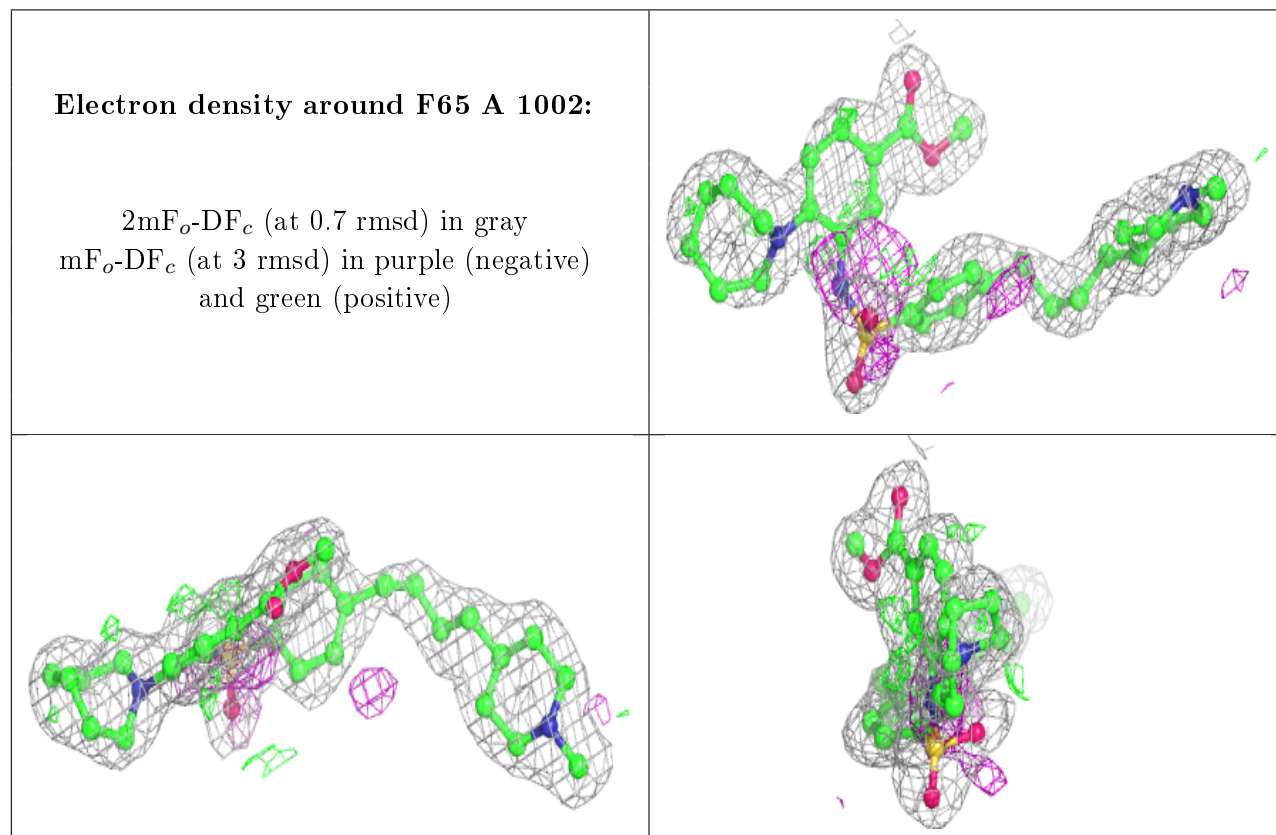 Electron density around F65 A 1002:
2mFo-DFc (at 0.7 rmsd) in gray
mFo-DFc (at 3 rmsd) in purple (negative)
and green (positive)